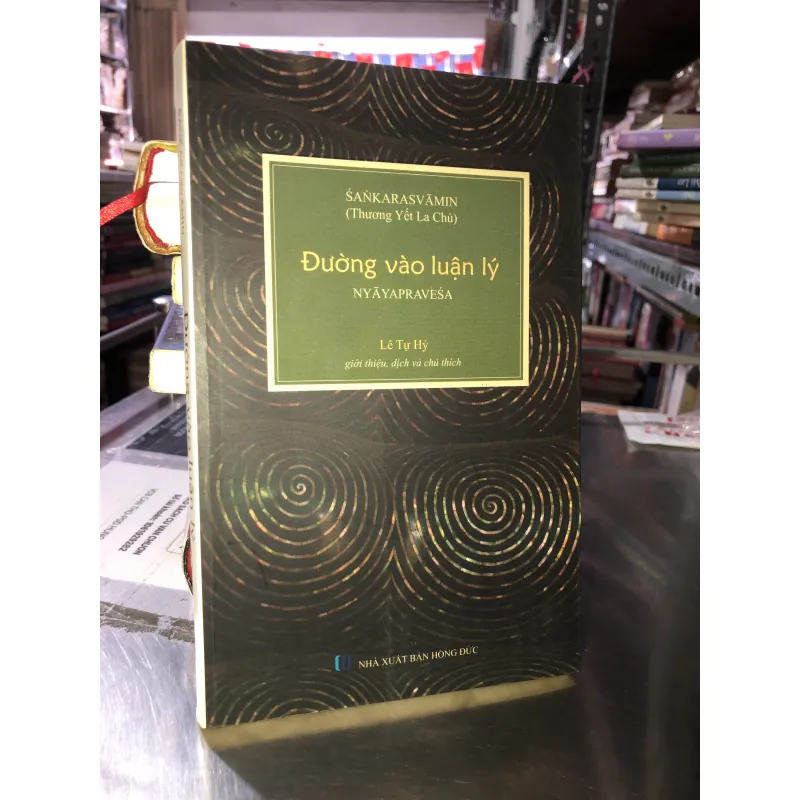 ŚAṄKARASVĀMIN
(Thương Yết La Chủ)
Đường vào luận lý
NYĀYAPRAVEŚA
Lê Tự Hỷ
giới thiệu, dịch và chú thích
NHÀ XUẤT BẢN HỒNG ĐỨC